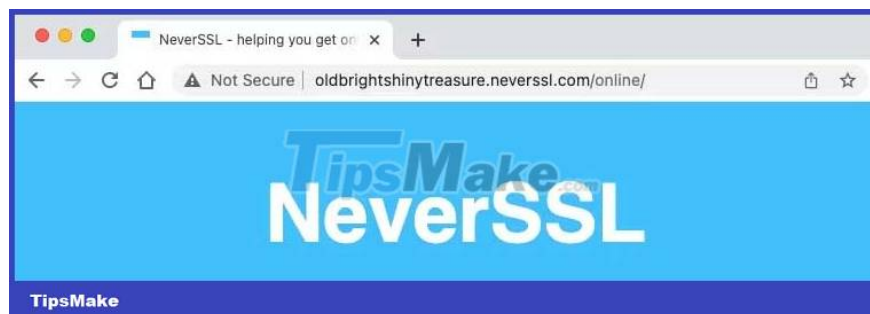 NeverSSL - helping you get on
Not Secure | oldbrightshinytreasure.neverssl.com/online/
TipsMake.com
NeverSSL
TipsMake